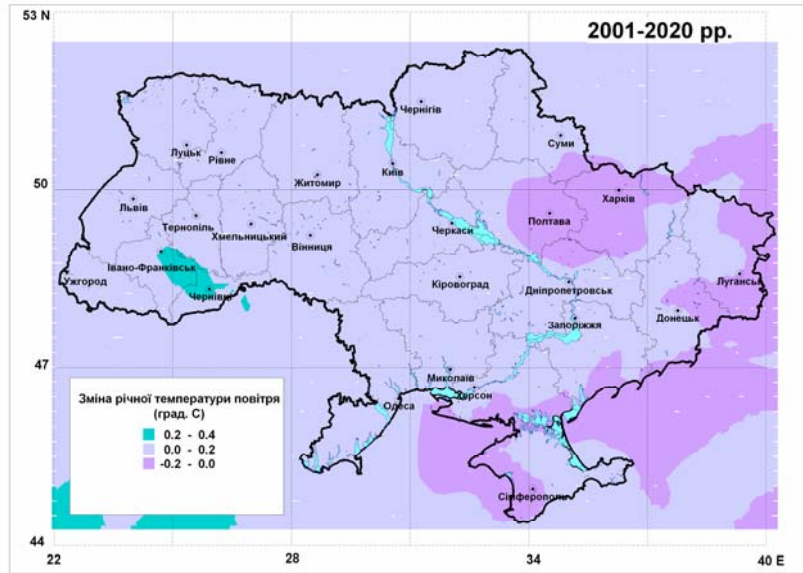 53 N
2001-2020 рр.
Чернігів
Суми
Луцьк
Рівне
Київ
Житомир
50
Харків
Львів
Полтава
Тернопіль
Черкаси
Хмельницький
Вінниця
Івано-Франківськ
Ужгород
Кіровоград
Луганськ
Чернівці
Дніпропетровськ
Запоріжжя
Донецьк
47
Миколаїв
Херсон
Одеса
Зміна річної температури повітря
(град. С)
0.2 - 0.4
0.0 - 0.2
-0.2 - 0.0
Сімферополь
44
22
28
34
40 E